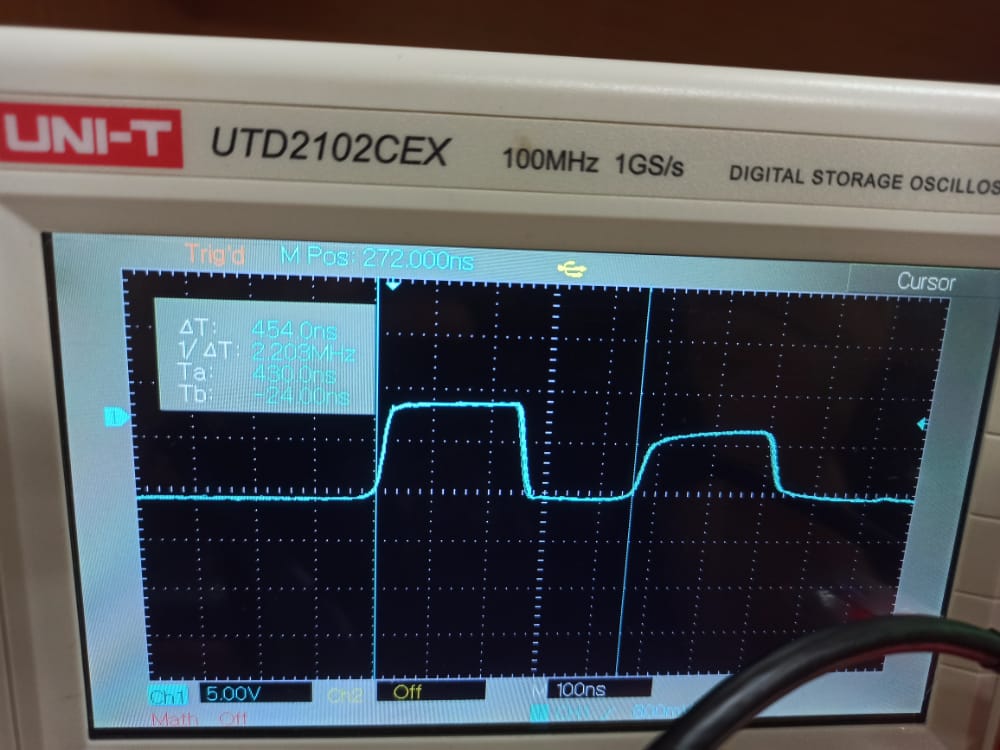 UNI-T UTD2102CEX 100MHz 1GS/s DIGITAL STORAGE OSCILLOS
Trig'd M Pos: 272.000ns Cursor
ΔT: 454.0ns
1/ΔT: 2.203MHz
Ta: 430.0ns
Tb: -24.00ns
1
Ch1 5.00V Ch2 Off M 100ns
Math Off